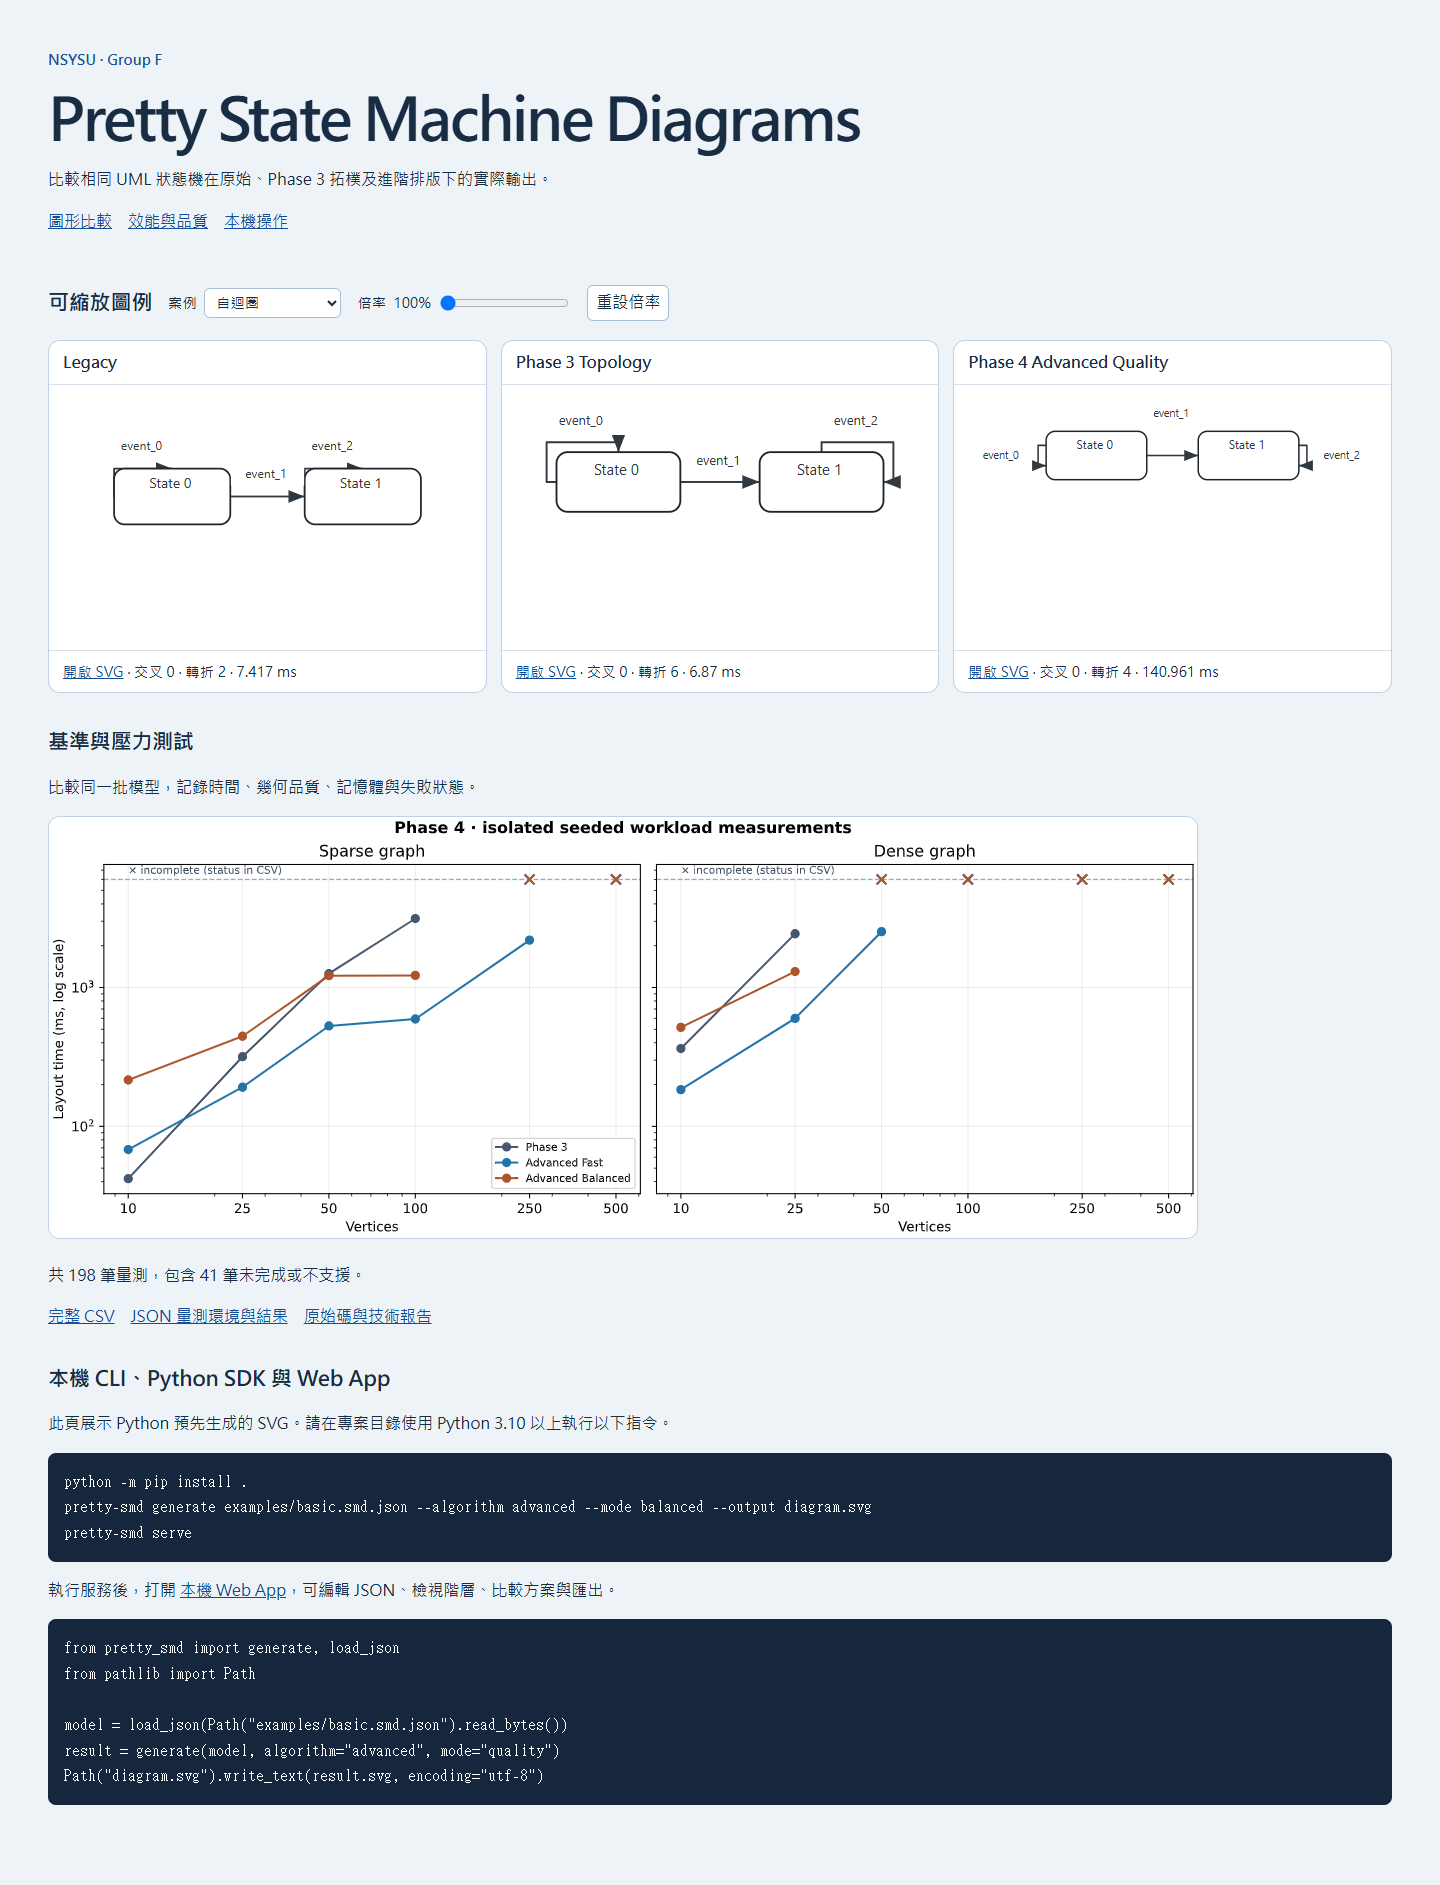 NSYSU · Group F
Pretty State Machine Diagrams
比較相同 UML 狀態機在原始、Phase 3 拓樸及進階排版下的實際輸出。
圖形比較 效能與品質 本機操作
可縮放圖例 案例 自迴圈 倍率 100% 重設倍率
Legacy
event_0
event_2
event_1
State 0
State 1
開啟 SVG · 交叉 0 · 轉折 2 · 7.417 ms
Phase 3 Topology
event_0
event_2
event_1
State 0
State 1
開啟 SVG · 交叉 0 · 轉折 6 · 6.87 ms
Phase 4 Advanced Quality
event_1
State 0
State 1
event_0
event_2
開啟 SVG · 交叉 0 · 轉折 4 · 140.961 ms
基準與壓力測試
比較同一批模型，記錄時間、幾何品質、記憶體與失敗狀態。
Phase 4 · isolated seeded workload measurements
Sparse graph
Dense graph
× incomplete (status in CSV)
× incomplete (status in CSV)
Layout time (ms, log scale)
10³
10²
Phase 3
Advanced Fast
Advanced Balanced
10 25 50 100 250 500
10 25 50 100 250 500
Vertices
Vertices
共 198 筆量測，包含 41 筆未完成或不支援。
完整 CSV JSON 量測環境與結果 原始碼與技術報告
本機 CLI、Python SDK 與 Web App
此頁展示 Python 預先生成的 SVG。請在專案目錄使用 Python 3.10 以上執行以下指令。
python -m pip install .
pretty-smd generate examples/basic.smd.json --algorithm advanced --mode balanced --output diagram.svg
pretty-smd serve
執行服務後，打開 本機 Web App，可編輯 JSON、檢視階層、比較方案與匯出。
from pretty_smd import generate, load_json
from pathlib import Path
model = load_json(Path("examples/basic.smd.json").read_bytes())
result = generate(model, algorithm="advanced", mode="quality")
Path("diagram.svg").write_text(result.svg, encoding="utf-8")